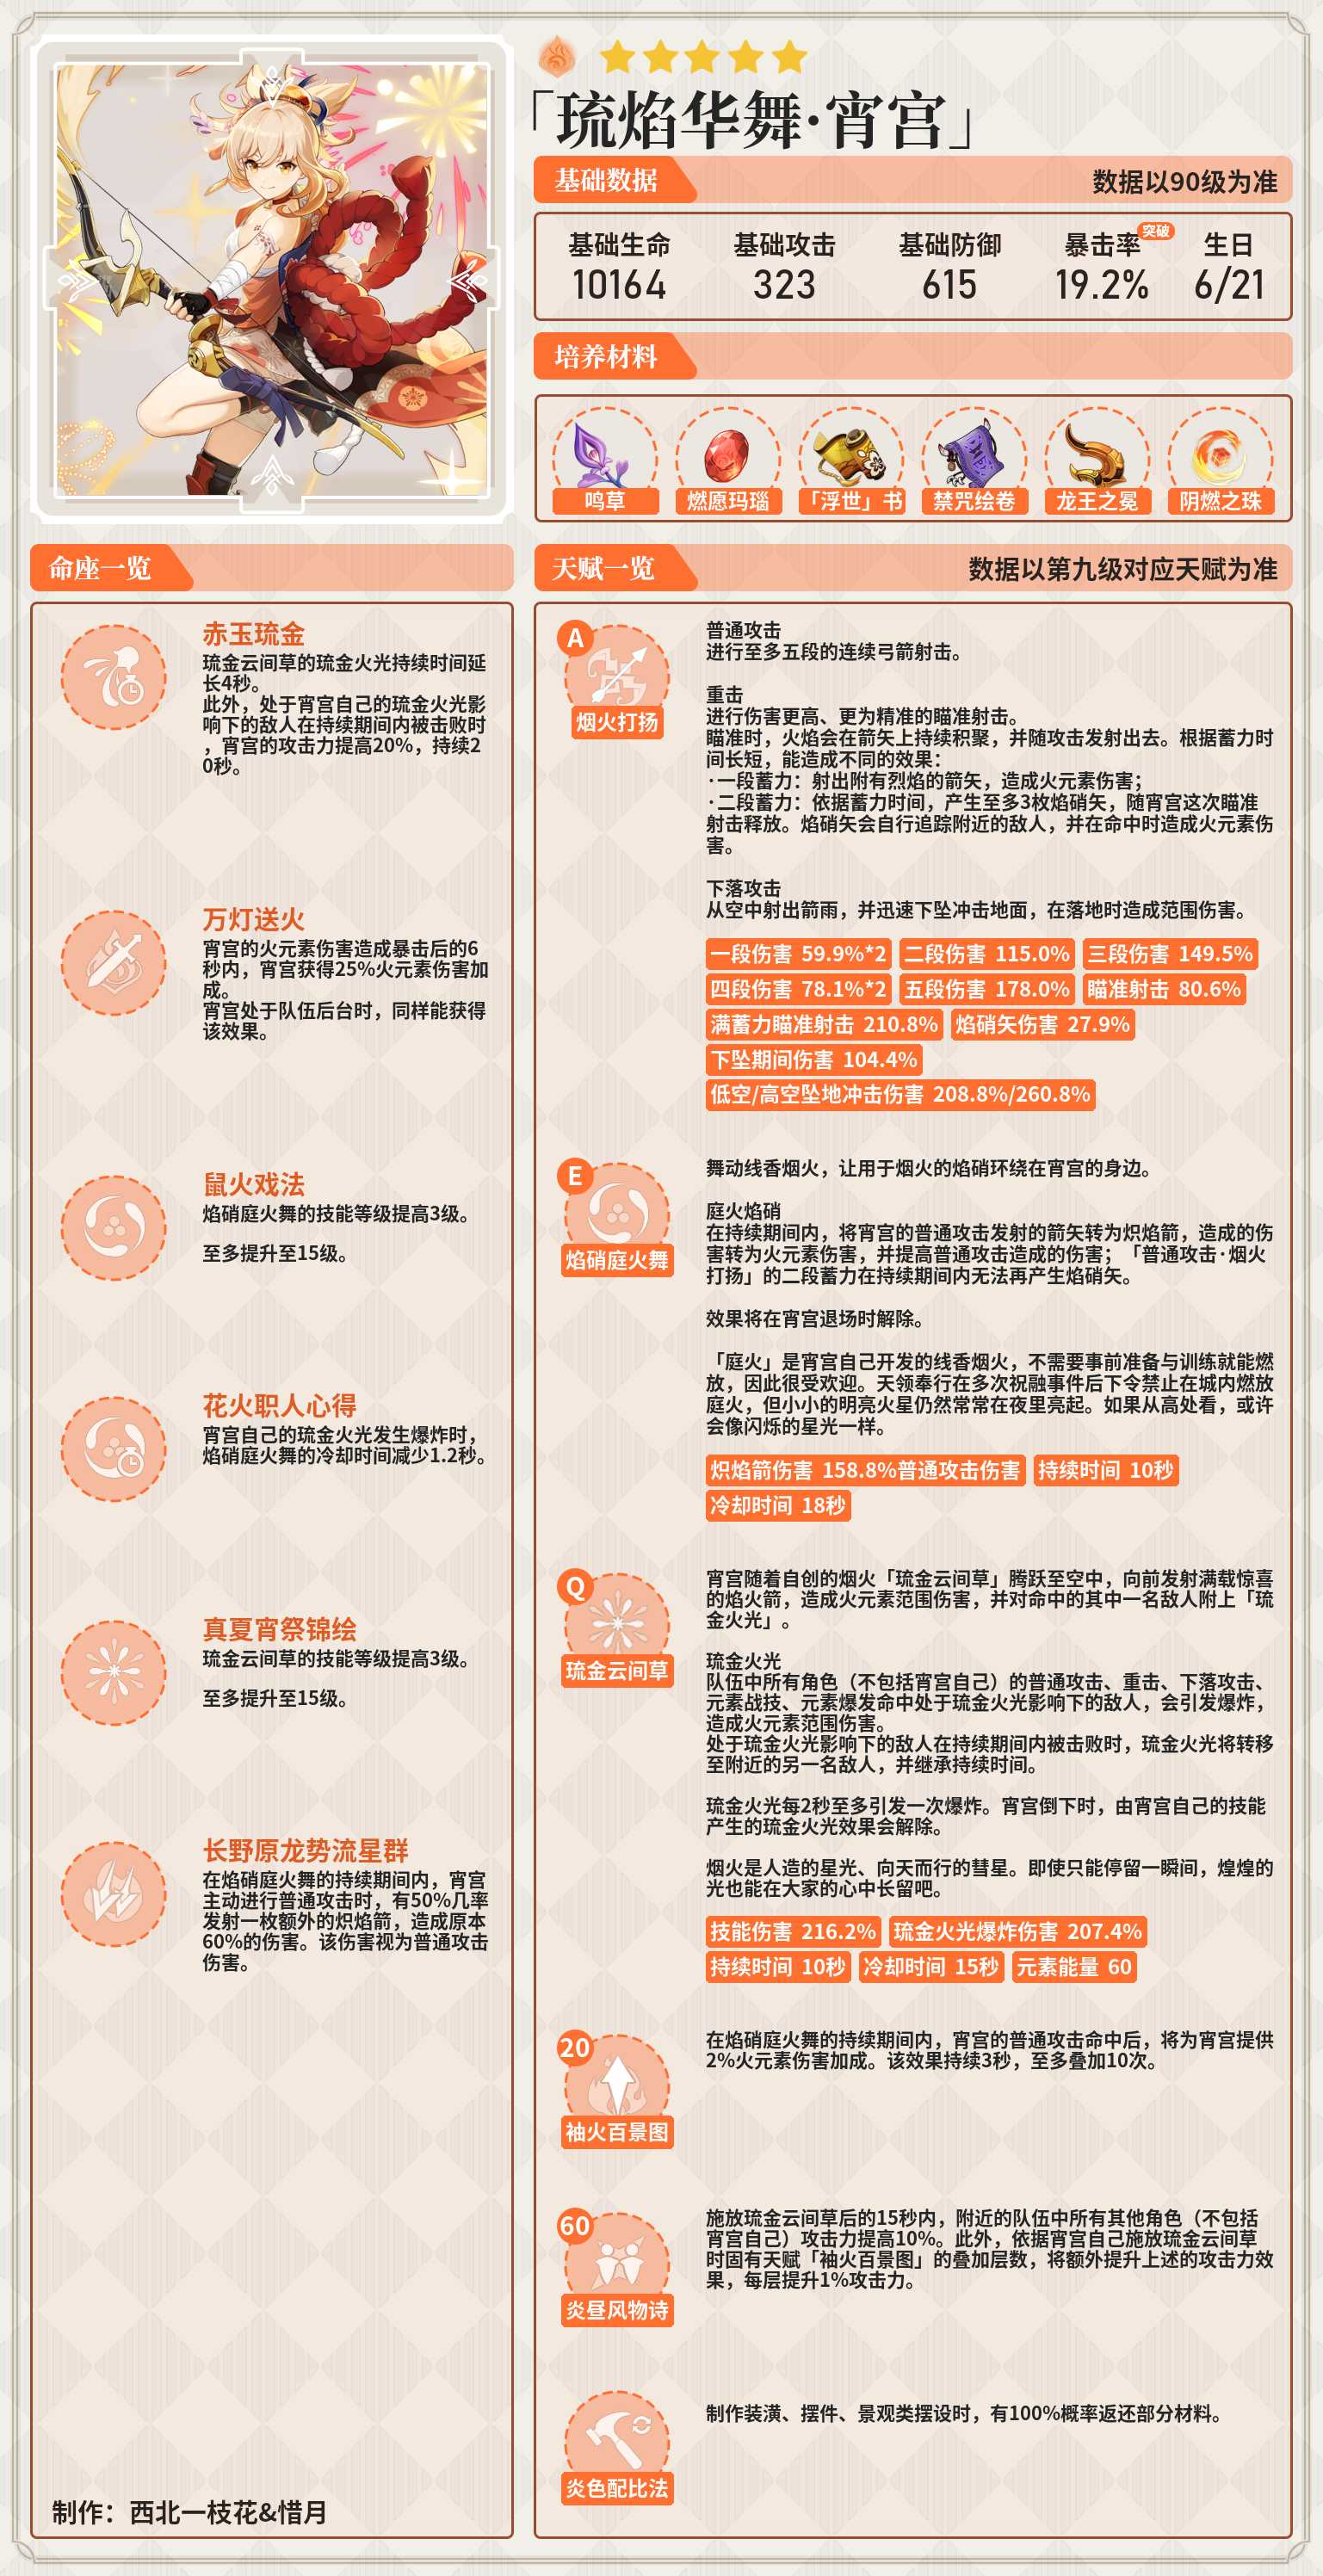 「琉焰华舞·宵宫」
基础数据
数据以90级为准
基础生命
基础攻击
基础防御
暴击率
突破
生日
10164
323
615
19.2%
6/21
培养材料
鸣草
燃愿玛瑙
「浮世」书
禁咒绘卷
龙王之冕
阴燃之珠
命座一览
赤玉琉金
琉金云间草的琉金火光持续时间延
长4秒。
此外，处于宵宫自己的琉金火光影
响下的敌人在持续期间内被击败时
，宵宫的攻击力提高20%，持续2
0秒。
万灯送火
宵宫的火元素伤害造成暴击后的6
秒内，宵宫获得25%火元素伤害加
成。
宵宫处于队伍后台时，同样能获得
该效果。
鼠火戏法
焰硝庭火舞的技能等级提高3级。
至多提升至15级。
花火职人心得
宵宫自己的琉金火光发生爆炸时，
焰硝庭火舞的冷却时间减少1.2秒。
真夏宵祭锦绘
琉金云间草的技能等级提高3级。
至多提升至15级。
长野原龙势流星群
在焰硝庭火舞的持续期间内，宵宫
主动进行普通攻击时，有50%几率
发射一枚额外的炽焰箭，造成原本
60%的伤害。该伤害视为普通攻击
伤害。
制作：西北一枝花&惜月
天赋一览
数据以第九级对应天赋为准
A
烟火打扬
普通攻击
进行至多五段的连续弓箭射击。
重击
进行伤害更高、更为精准的瞄准射击。
瞄准时，火焰会在箭矢上持续积聚，并随攻击发射出去。根据蓄力时
间长短，能造成不同的效果：
·一段蓄力：射出附有烈焰的箭矢，造成火元素伤害；
·二段蓄力：依据蓄力时间，产生至多3枚焰硝矢，随宵宫这次瞄准
射击释放。焰硝矢会自行追踪附近的敌人，并在命中时造成火元素伤
害。
下落攻击
从空中射出箭雨，并迅速下坠冲击地面，在落地时造成范围伤害。
一段伤害 59.9%*2 二段伤害 115.0% 三段伤害 149.5%
四段伤害 78.1%*2 五段伤害 178.0% 瞄准射击 80.6%
满蓄力瞄准射击 210.8% 焰硝矢伤害 27.9%
下坠期间伤害 104.4%
低空/高空坠地冲击伤害 208.8%/260.8%
E
焰硝庭火舞
舞动线香烟火，让用于烟火的焰硝环绕在宵宫的身边。
庭火焰硝
在持续期间内，将宵宫的普通攻击发射的箭矢转为炽焰箭，造成的伤
害转为火元素伤害，并提高普通攻击造成的伤害；「普通攻击·烟火
打扬」的二段蓄力在持续期间内无法再产生焰硝矢。
效果将在宵宫退场时解除。
「庭火」是宵宫自己开发的线香烟火，不需要事前准备与训练就能燃
放，因此很受欢迎。天领奉行在多次祝融事件后下令禁止在城内燃放
庭火，但小小的明亮火星仍然常常在夜里亮起。如果从高处看，或许
会像闪烁的星光一样。
炽焰箭伤害 158.8%普通攻击伤害 持续时间 10秒
冷却时间 18秒
Q
琉金云间草
宵宫随着自创的烟火「琉金云间草」腾跃至空中，向前发射满载惊喜
的焰火箭，造成火元素范围伤害，并对命中的其中一名敌人附上「琉
金火光」。
琉金火光
队伍中所有角色（不包括宵宫自己）的普通攻击、重击、下落攻击、
元素战技、元素爆发命中处于琉金火光影响下的敌人，会引发爆炸，
造成火元素范围伤害。
处于琉金火光影响下的敌人在持续期间内被击败时，琉金火光将转移
至附近的另一名敌人，并继承持续时间。
琉金火光每2秒至多引发一次爆炸。宵宫倒下时，由宵宫自己的技能
产生的琉金火光效果会解除。
烟火是人造的星光、向天而行的彗星。即使只能停留一瞬间，煌煌的
光也能在大家的心中长留吧。
技能伤害 216.2% 琉金火光爆炸伤害 207.4%
持续时间 10秒 冷却时间 15秒 元素能量 60
20
袖火百景图
在焰硝庭火舞的持续期间内，宵宫的普通攻击命中后，将为宵宫提供
2%火元素伤害加成。该效果持续3秒，至多叠加10次。
60
炎昼风物诗
施放琉金云间草后的15秒内，附近的队伍中所有其他角色（不包括
宵宫自己）攻击力提高10%。此外，依据宵宫自己施放琉金云间草
时固有天赋「袖火百景图」的叠加层数，将额外提升上述的攻击力效
果，每层提升1%攻击力。
炎色配比法
制作装潢、摆件、景观类摆设时，有100%概率返还部分材料。